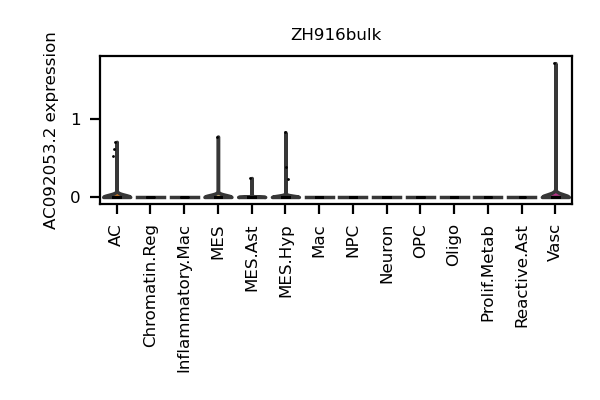 ZH916bulk
AC092053.2 expression
1
0
AC
Chromatin.Reg
Inflammatory.Mac
MES
MES.Ast
MES.Hyp
Mac
NPC
Neuron
OPC
Oligo
Prolif.Metab
Reactive.Ast
Vasc